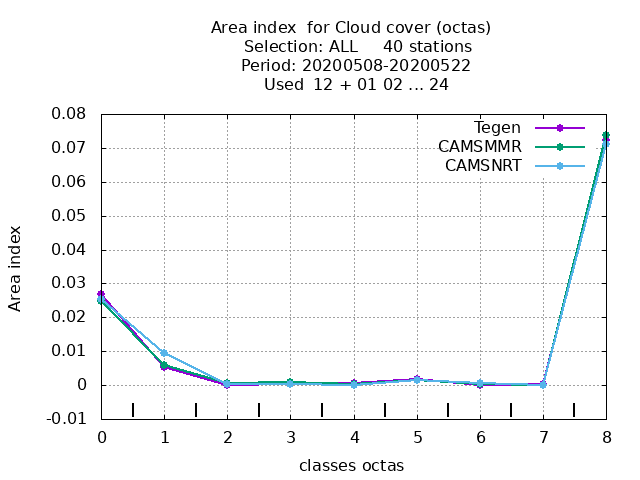 Area index  for Cloud cover (octas)
Selection: ALL     40 stations
Period: 20200508-20200522
Used  12 + 01 02 ... 24
Tegen
CAMSMMR
CAMSNRT
0.08
0.07
0.06
0.05
0.04
0.03
0.02
0.01
0
-0.01
Area index
0 1 2 3 4 5 6 7 8
classes octas